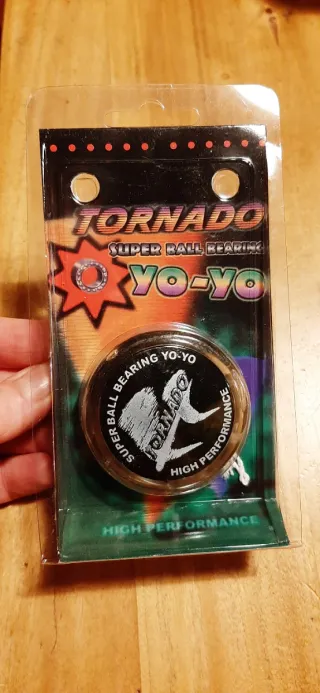 TORNADO
SUPER BALL BEARING
YO-YO
SUPER BALL BEARING YO-YO
TORNADO
HIGH PERFORMANCE
HIGH PERFORMANCE